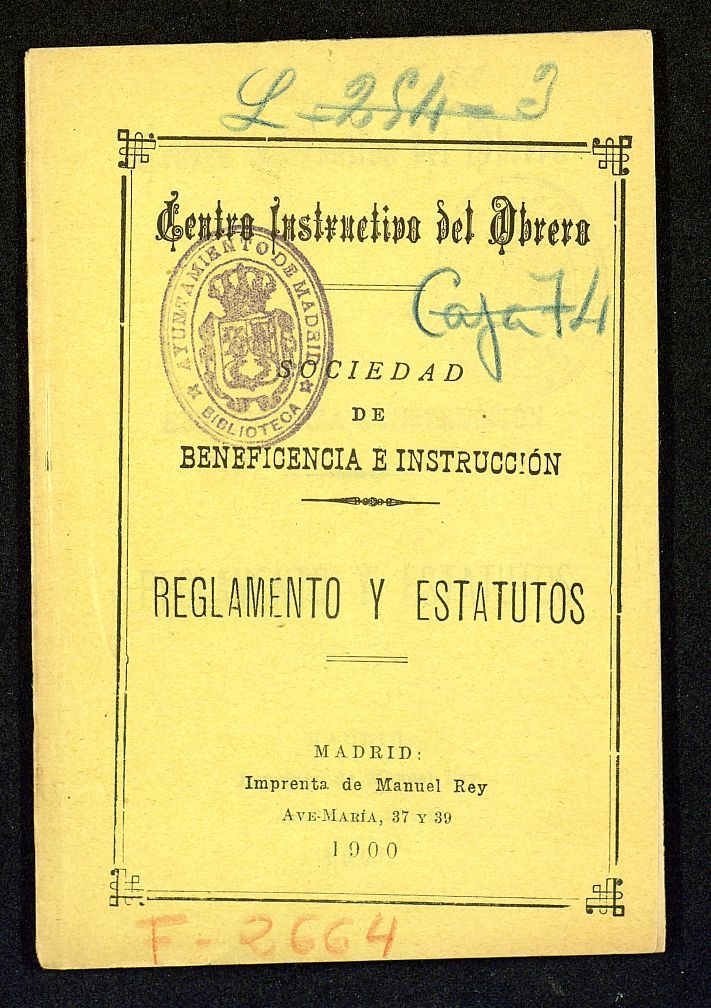 L-254-3
Centro Instructivo del Obrero
AYUNTAMIENTO DE MADRID
BIBLIOTECA
Caja 74
SOCIEDAD
DE
BENEFICENCIA É INSTRUCCIÓN
REGLAMENTO Y ESTATUTOS
MADRID:
Imprenta de Manuel Rey
AVE-MARÍA, 37 Y 39
1900
F-2664